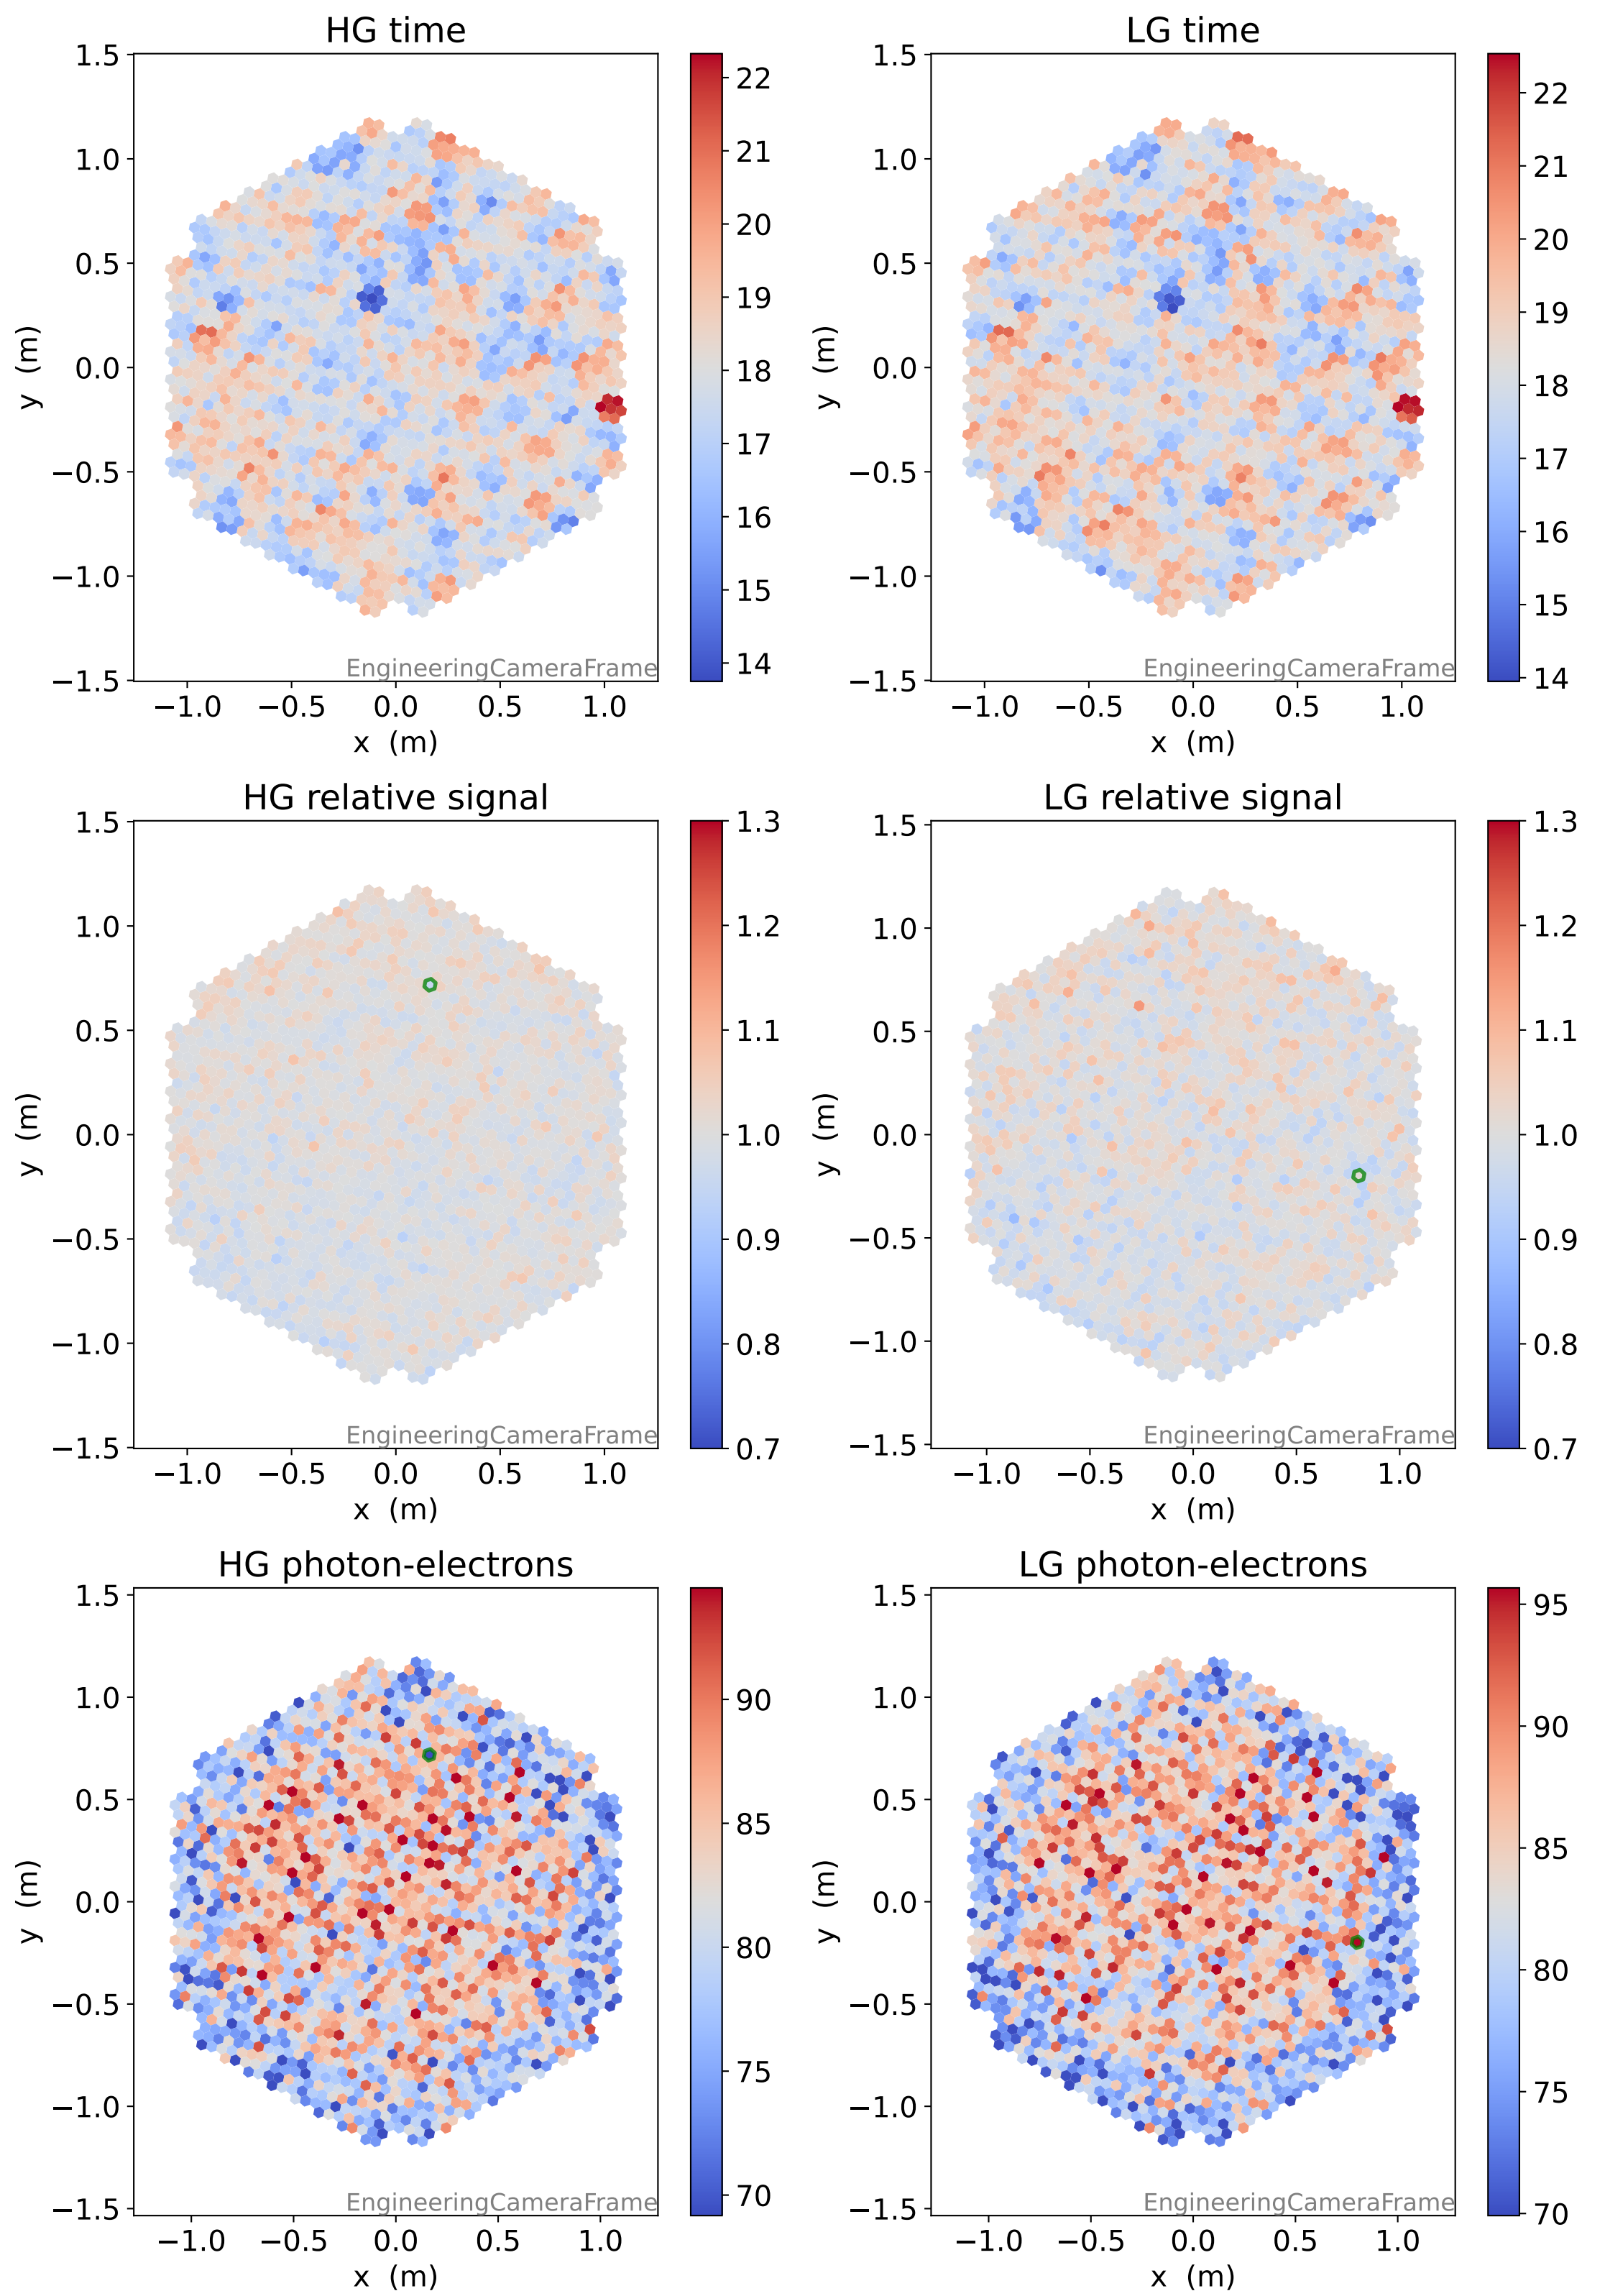 HG time
1.5
1.0
0.5
0.0
−0.5
−1.0
−1.5
y (m)
−1.0 −0.5 0.0 0.5 1.0
x (m)
EngineeringCameraFrame
22
21
20
19
18
17
16
15
14
LG time
1.5
1.0
0.5
0.0
−0.5
−1.0
−1.5
y (m)
−1.0 −0.5 0.0 0.5 1.0
x (m)
EngineeringCameraFrame
22
21
20
19
18
17
16
15
14
HG relative signal
1.5
1.0
0.5
0.0
−0.5
−1.0
−1.5
y (m)
−1.0 −0.5 0.0 0.5 1.0
x (m)
EngineeringCameraFrame
1.3
1.2
1.1
1.0
0.9
0.8
0.7
LG relative signal
1.5
1.0
0.5
0.0
−0.5
−1.0
−1.5
y (m)
−1.0 −0.5 0.0 0.5 1.0
x (m)
EngineeringCameraFrame
1.3
1.2
1.1
1.0
0.9
0.8
0.7
HG photon-electrons
1.5
1.0
0.5
0.0
−0.5
−1.0
−1.5
y (m)
−1.0 −0.5 0.0 0.5 1.0
x (m)
EngineeringCameraFrame
90
85
80
75
70
LG photon-electrons
1.5
1.0
0.5
0.0
−0.5
−1.0
−1.5
y (m)
−1.0 −0.5 0.0 0.5 1.0
x (m)
EngineeringCameraFrame
95
90
85
80
75
70